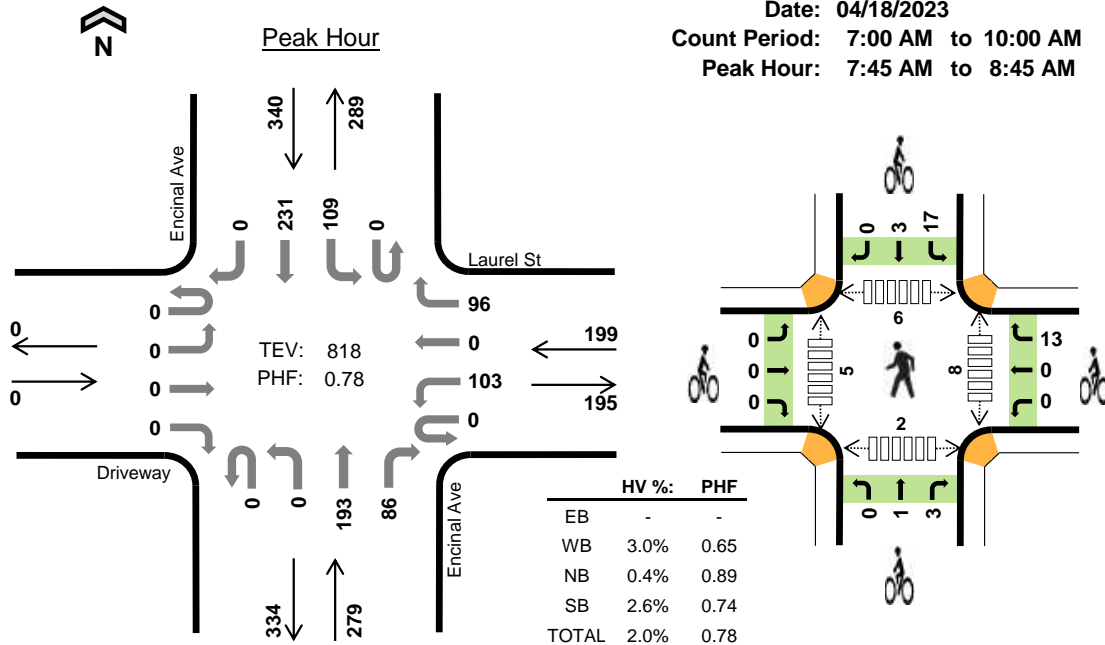 Date: 04/18/2023
Count Period: 7:00 AM to 10:00 AM
Peak Hour: 7:45 AM to 8:45 AM
N
Peak Hour
340
289
Encinal Ave
0
231
109
0
Laurel St
0
0
0
0
0
0
96
0
103
0
199
195
TEV: 818
PHF: 0.78
Driveway
0
0
193
86
Encinal Ave
334
279
HV %: PHF
EB - -
WB 3.0% 0.65
NB 0.4% 0.89
SB 2.6% 0.74
TOTAL 2.0% 0.78
0
3
17
6
0
0
0
5
8
13
0
0
2
0
1
3